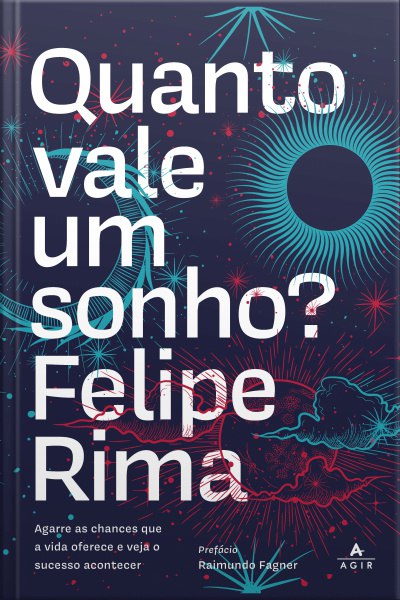 Quanto
vale
um
sonho?
Felipe
Rima
Agarre as chances que
a vida oferece e veja o
sucesso acontecer
Prefácio
Raimundo Fagner
A
AGIR